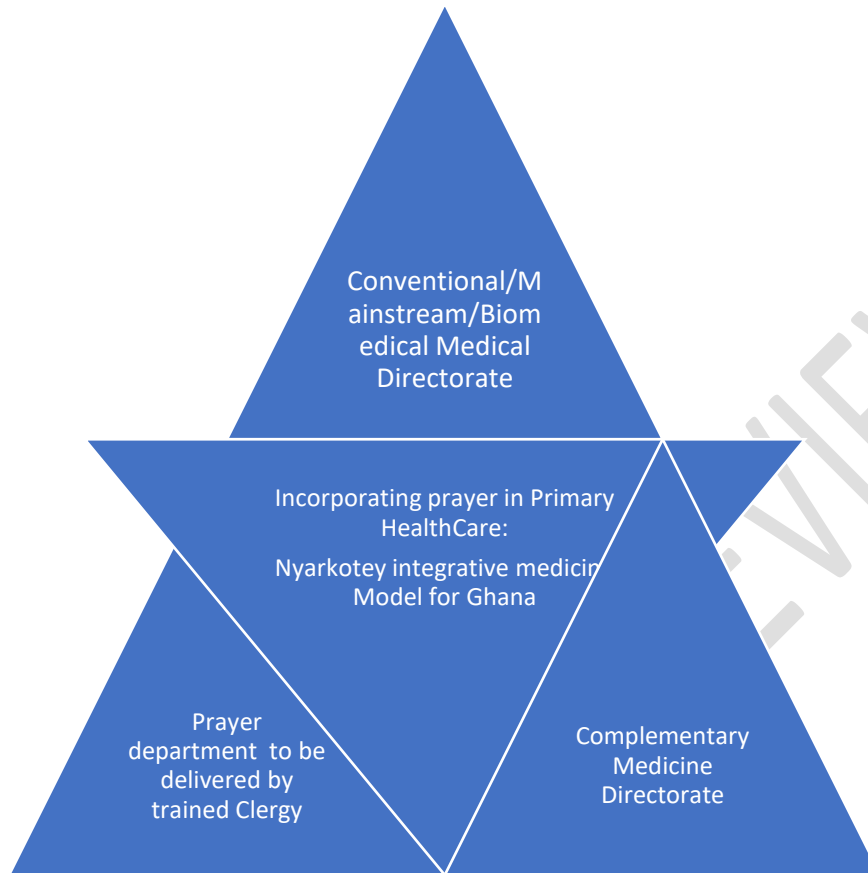 Conventional/M
ainstream/Biom
edical Medical
Directorate
Incorporating prayer in Primary
HealthCare:
Nyarkotey integrative medicin
Model for Ghana
Prayer
department to be
delivered by
trained Clergy
Complementary
Medicine
Directorate